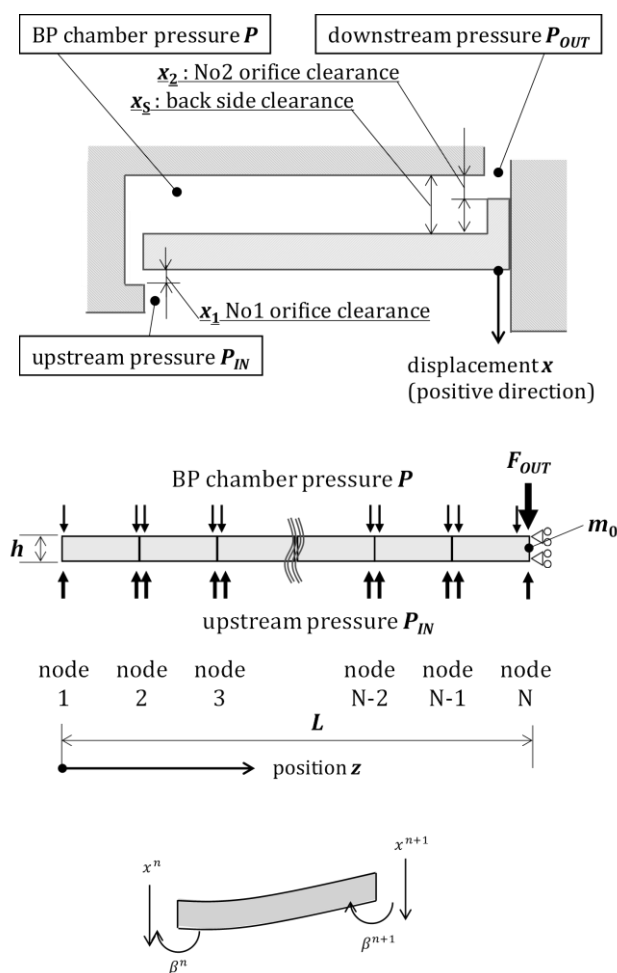 BP chamber pressure P
downstream pressure P_OUT
x_2 : No2 orifice clearance
x_S : back side clearance
x_1 No1 orifice clearance
upstream pressure P_IN
displacement x
(positive direction)
BP chamber pressure P
F_OUT
h
m_0
upstream pressure P_IN
node 1
node 2
node 3
node N-2
node N-1
node N
L
position z
x^n
x^{n+1}
β^n
β^{n+1}